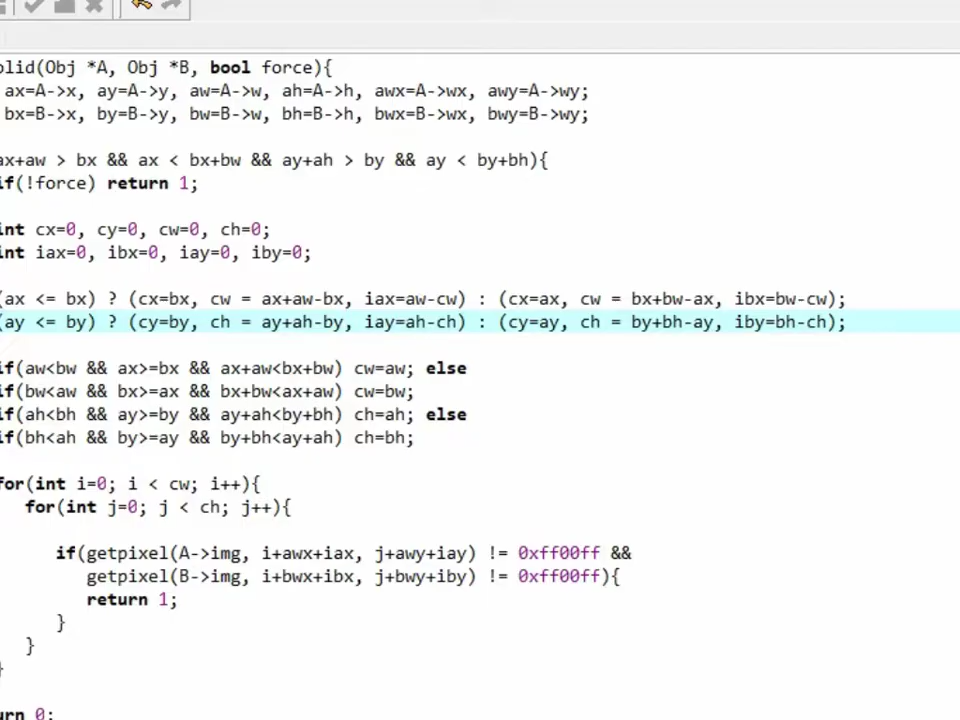 olid(Obj *A, Obj *B, bool force){
ax=A->x, ay=A->y, aw=A->w, ah=A->h, awx=A->wx, awy=A->wy;
bx=B->x, by=B->y, bw=B->w, bh=B->h, bwx=B->wx, bwy=B->wy;
ax+aw > bx && ax < bx+bw && ay+ah > by && ay < by+bh){
if(!force) return 1;
int cx=0, cy=0, cw=0, ch=0;
int iax=0, ibx=0, iay=0, iby=0;
(ax <= bx) ? (cx=bx, cw = ax+aw-bx, iax=aw-cw) : (cx=ax, cw = bx+bw-ax, ibx=bw-cw);
(ay <= by) ? (cy=by, ch = ay+ah-by, iay=ah-ch) : (cy=ay, ch = by+bh-ay, iby=bh-ch);
if(aw<bw && ax>=bx && ax+aw<bx+bw) cw=aw; else
if(bw<aw && bx>=ax && bx+bw<ax+aw) cw=bw;
if(ah<bh && ay>=by && ay+ah<by+bh) ch=ah; else
if(bh<ah && by>=ay && by+bh<ay+ah) ch=bh;
for(int i=0; i < cw; i++){
for(int j=0; j < ch; j++){
if(getpixel(A->img, i+awx+iax, j+awy+iay) != 0xff00ff &&
getpixel(B->img, i+bwx+ibx, j+bwy+iby) != 0xff00ff){
return 1;
}
}
}
urn 0;